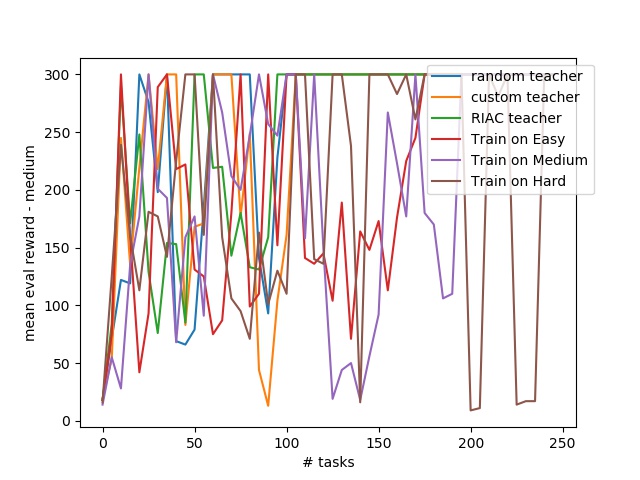 300
250
200
150
100
50
0
mean eval reward - medium
random teacher
custom teacher
RIAC teacher
Train on Easy
Train on Medium
Train on Hard
0 50 100 150 200 250
# tasks